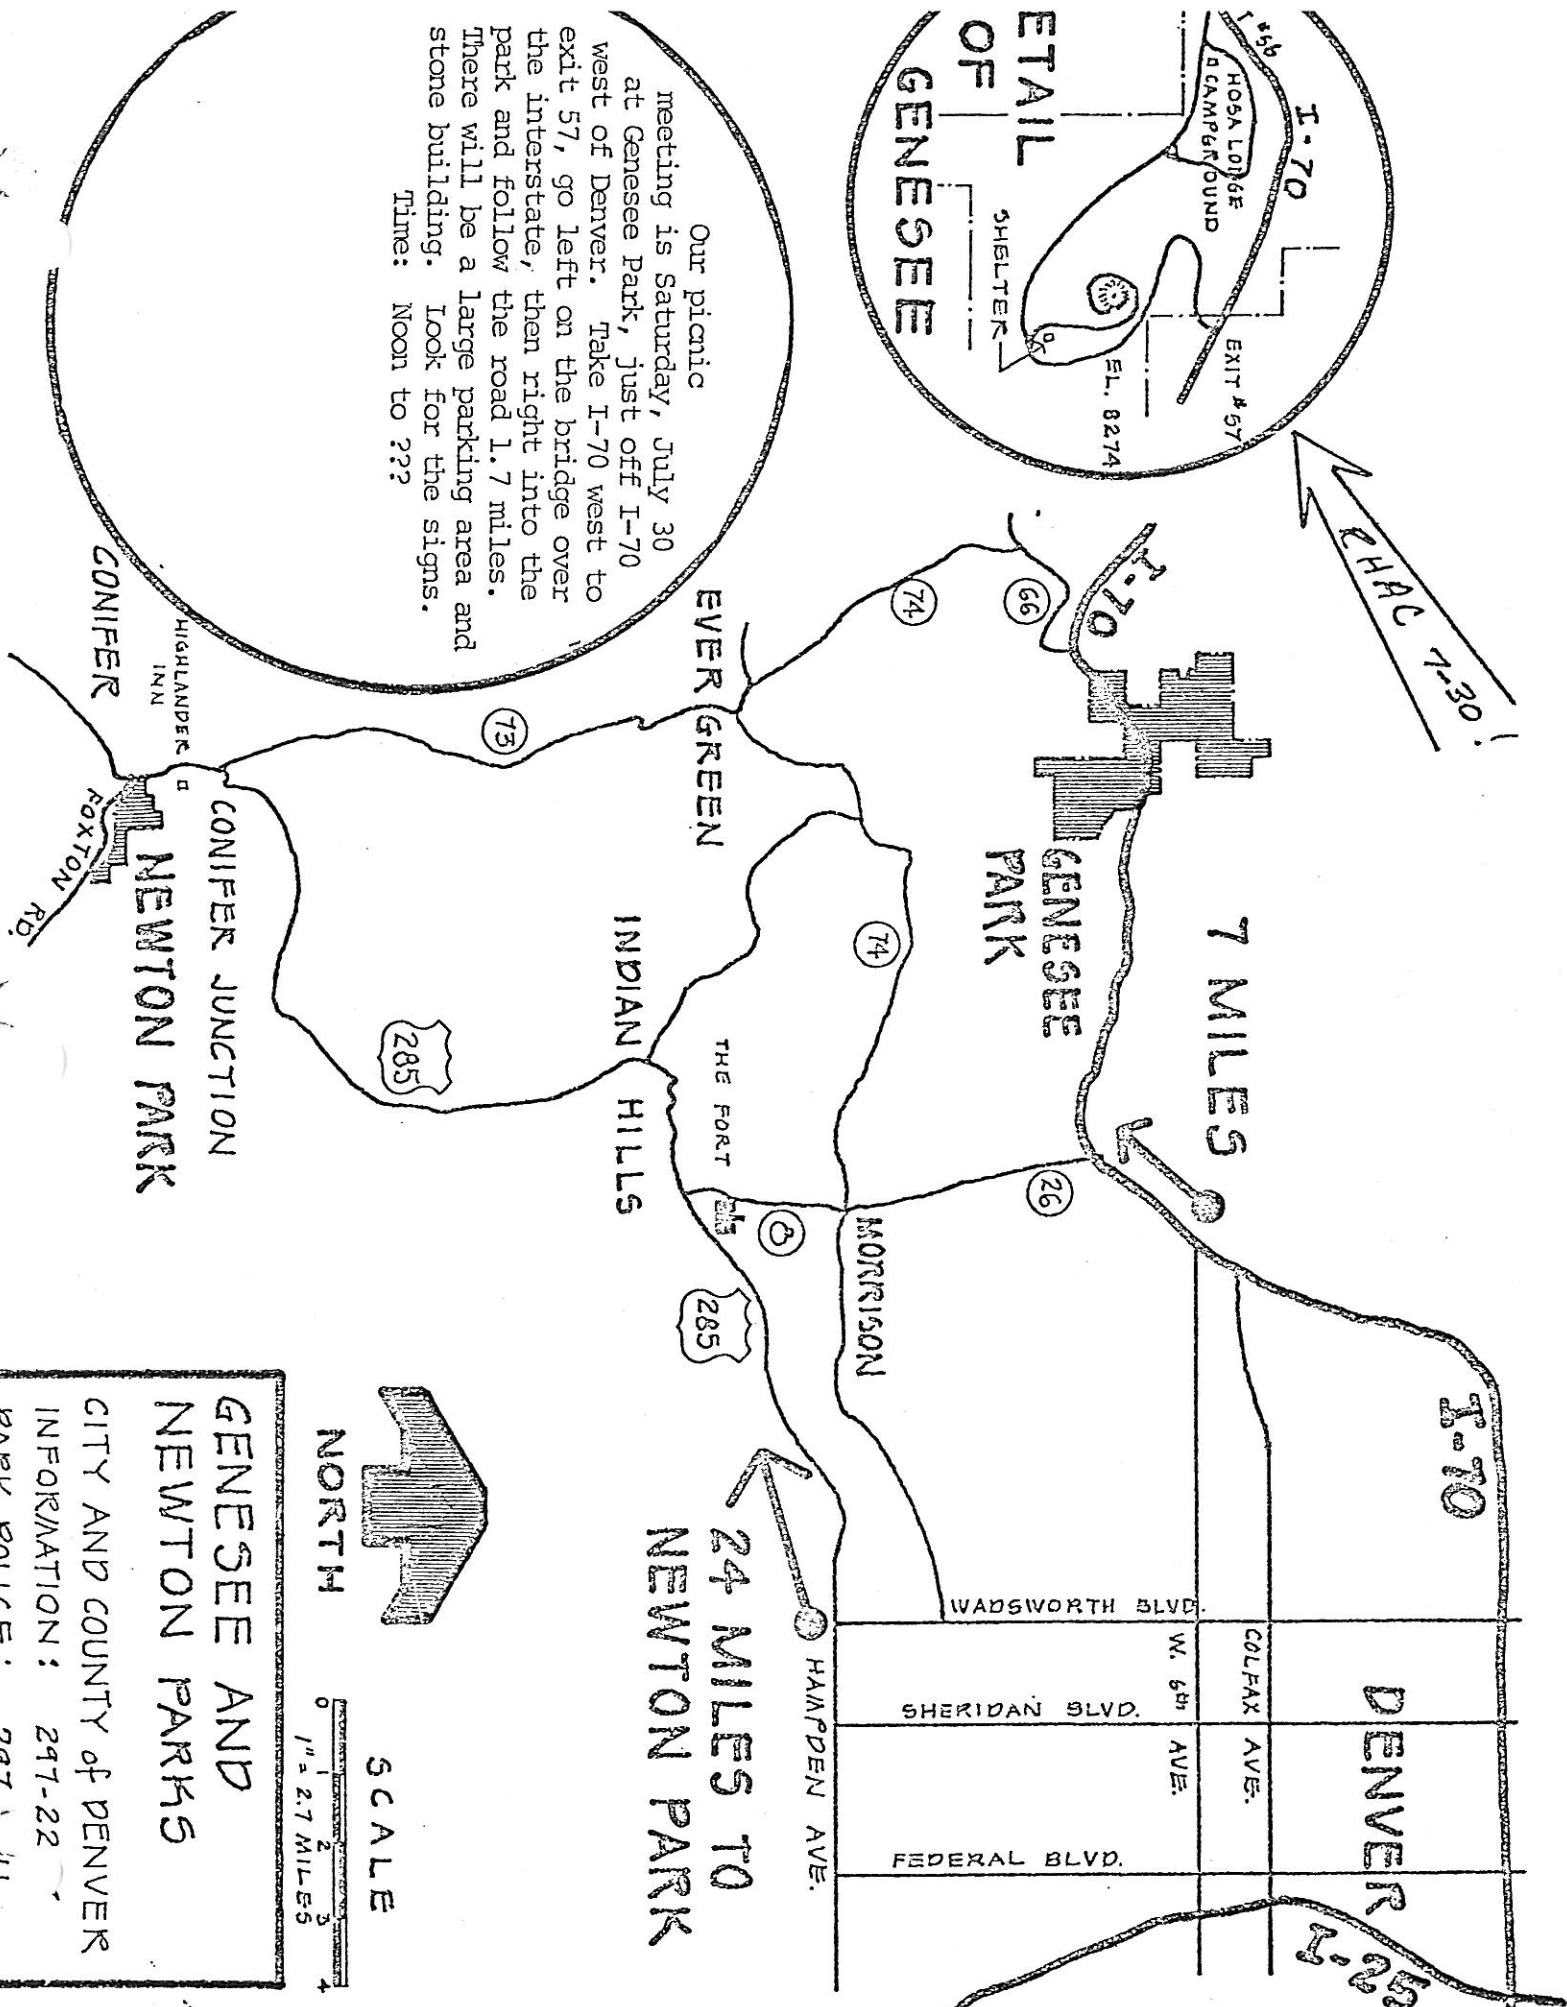 RHAC 7-30!
ETAIL
OF
GENESEE
I-70
HOSA LODGE
CAMPGROUND
EXIT #57
EL. 8274
SHELTER
Our picnic
meeting is Saturday, July 30
at Genesee Park, just off I-70
west of Denver. Take I-70 west to
exit 57, go left on the bridge over
the interstate, then right into the
park and follow the road 1.7 miles.
There will be a large parking area and
stone building. Look for the signs.
Time: Noon to ???
7 MILES
I-70
66
74
GENESEE
PARK
EVERGREEN
74
73
26
MORRISON
8
THE FORT
INDIAN HILLS
285
285
CONIFER
HIGHLANDER
INN
CONIFER JUNCTION
NEWTON PARK
FOXTON RD.
I-70
DENVER
COLFAX AVE.
W. 6th AVE.
WADSWORTH BLVD.
SHERIDAN BLVD.
FEDERAL BLVD.
I-25
HAMPDEN AVE.
24 MILES TO
NEWTON PARK
NORTH
SCALE
0 1 2 3 4
1" = 2.7 MILES
GENESEE AND
NEWTON PARKS
CITY AND COUNTY of DENVER
INFORMATION: 297-22
PARK POLICE: